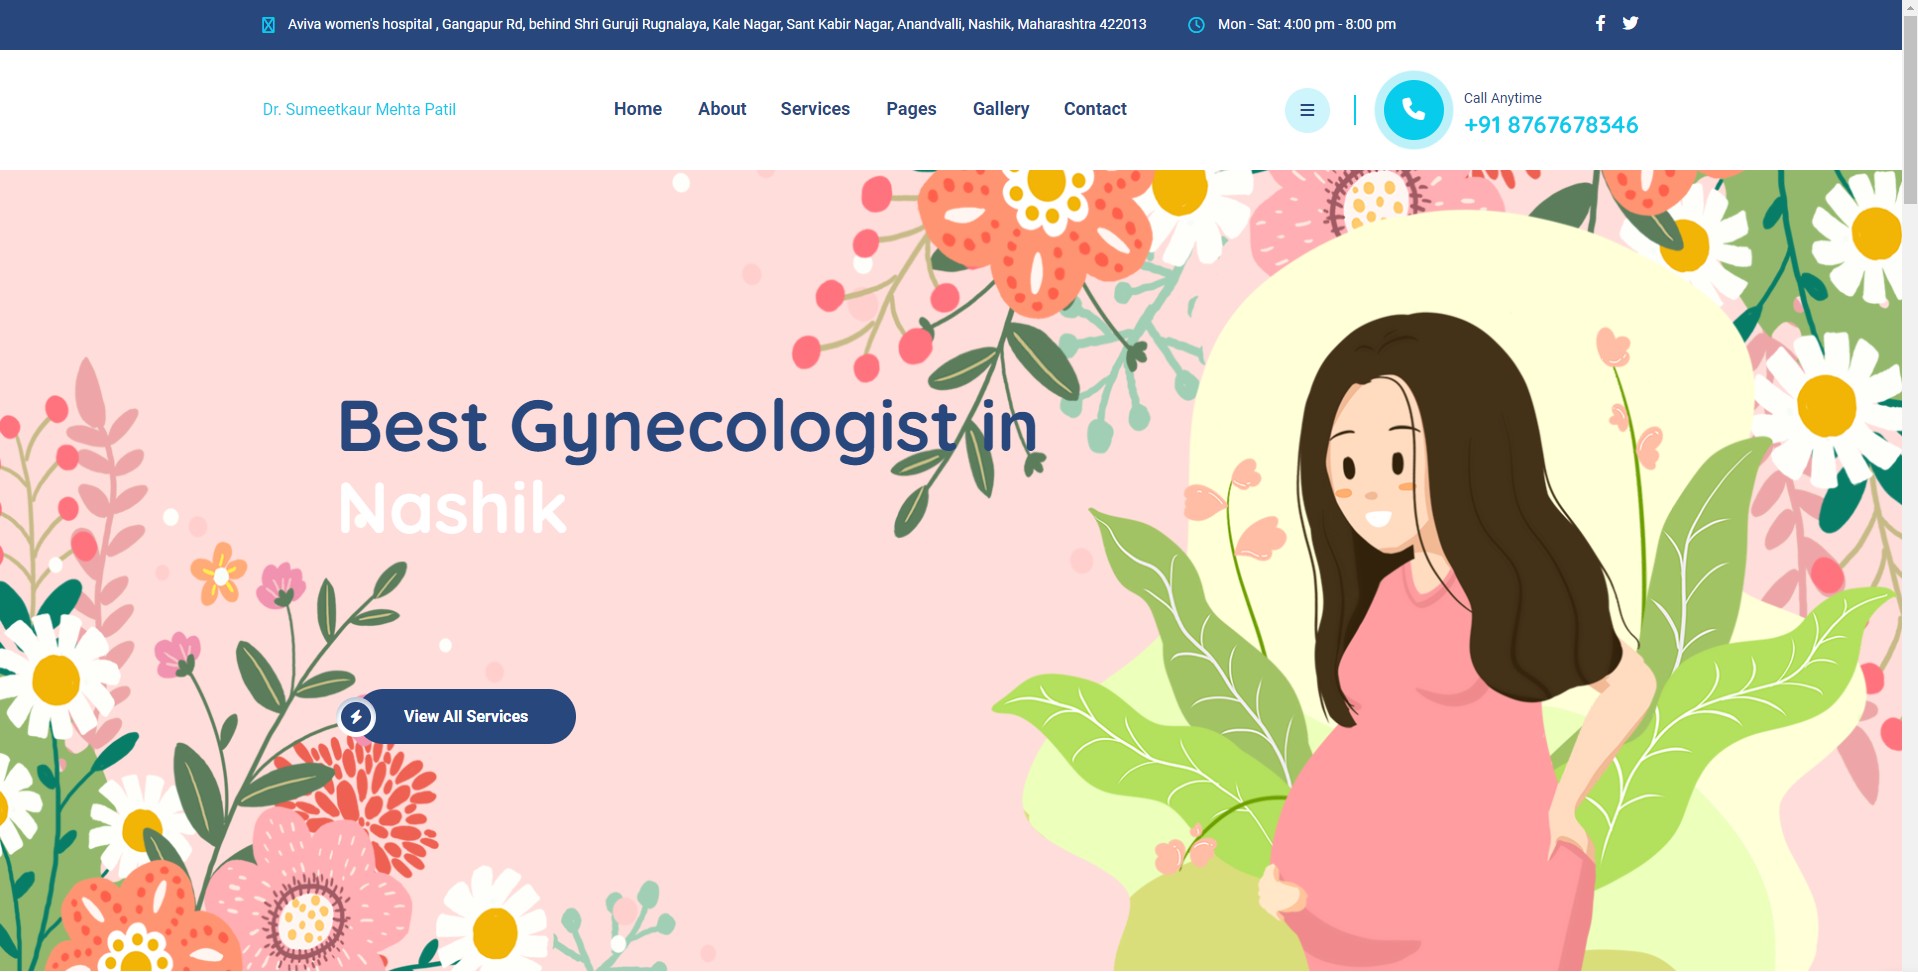 Aviva women's hospital , Gangapur Rd, behind Shri Guruji Rugnalaya, Kale Nagar, Sant Kabir Nagar, Anandvalli, Nashik, Maharashtra 422013
Mon - Sat: 4:00 pm - 8:00 pm
Dr. Sumeetkaur Mehta Patil
Home
About
Services
Pages
Gallery
Contact
Call Anytime
+91 8767678346
Best Gynecologist in
Nashik
View All Services